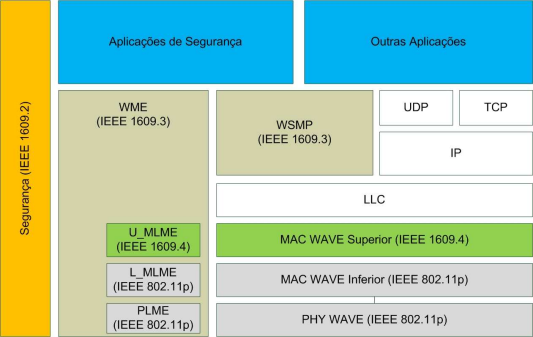 Segurança (IEEE 1609.2)
Aplicações de Segurança
Outras Aplicações
WME
(IEEE 1609.3)
WSMP
(IEEE 1609.3)
UDP
TCP
IP
LLC
U_MLME
(IEEE 1609.4)
MAC WAVE Superior (IEEE 1609.4)
L_MLME
(IEEE 802.11p)
MAC WAVE Inferior (IEEE 802.11p)
PLME
(IEEE 802.11p)
PHY WAVE (IEEE 802.11p)